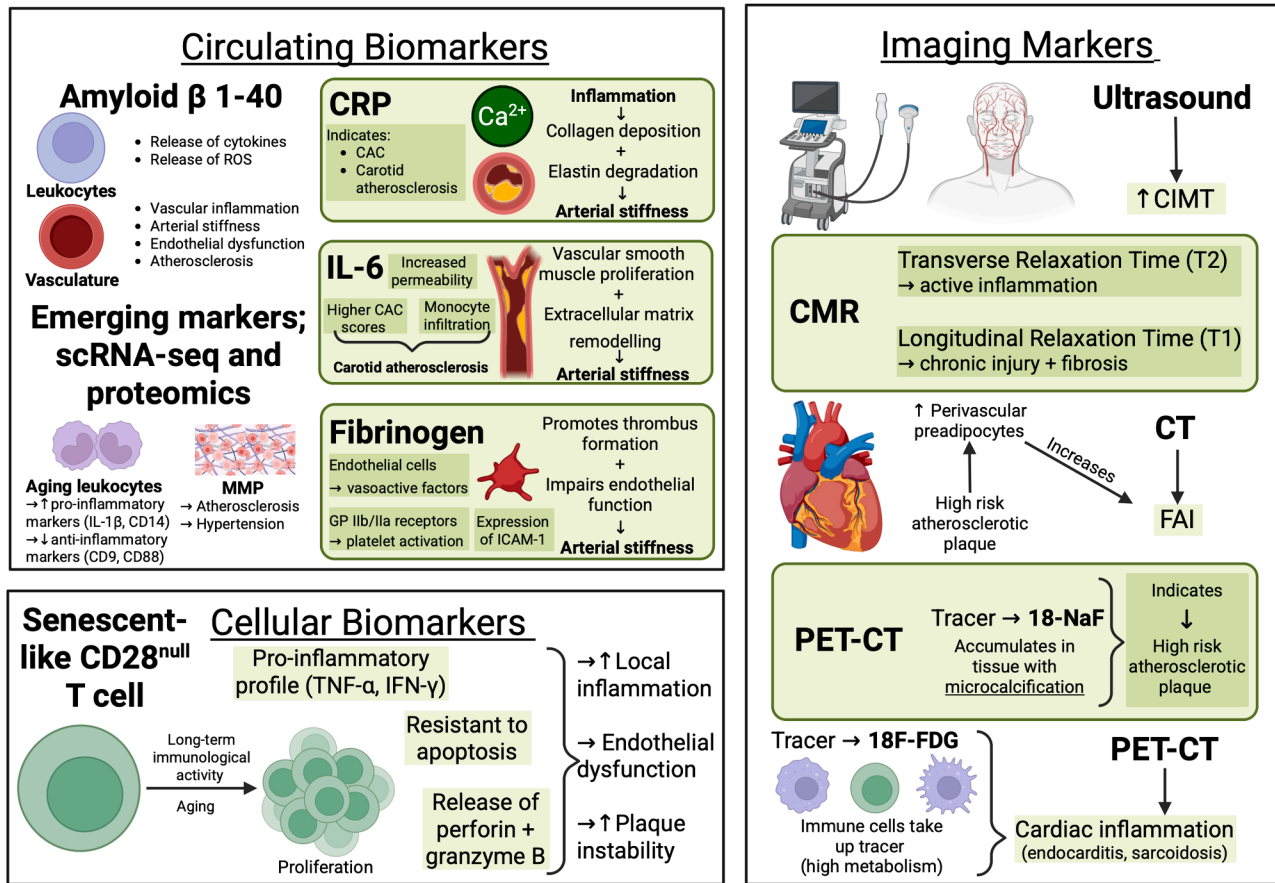 Circulating Biomarkers
Amyloid β 1-40
Leukocytes
• Release of cytokines
• Release of ROS
Vasculature
• Vascular inflammation
• Arterial stiffness
• Endothelial dysfunction
• Atherosclerosis
Emerging markers;
scRNA-seq and
proteomics
Aging leukocytes
→↑pro-inflammatory
markers (IL-1β, CD14)
→↓anti-inflammatory
markers (CD9, CD88)
MMP
→ Atherosclerosis
→ Hypertension
CRP
Indicates:
• CAC
• Carotid
atherosclerosis
Ca²⁺
Inflammation
↓
Collagen deposition
+
Elastin degradation
↓
Arterial stiffness
IL-6
Increased
permeability
Higher CAC
scores
Monocyte
infiltration
Carotid atherosclerosis
Vascular smooth
muscle proliferation
+
Extracellular matrix
remodelling
↓
Arterial stiffness
Fibrinogen
Endothelial cells
→ vasoactive factors
GP IIb/IIa receptors
→ platelet activation
Expression
of ICAM-1
Promotes thrombus
formation
+
Impairs endothelial
function
↓
Arterial stiffness
Cellular Biomarkers
Senescent-
like CD28ⁿᵘˡˡ
T cell
Long-term
immunological
activity
Aging
Proliferation
Pro-inflammatory
profile (TNF-α, IFN-γ)
Resistant to
apoptosis
Release of
perforin +
granzyme B
→↑Local
inflammation
→ Endothelial
dysfunction
→↑Plaque
instability
Imaging Markers
Ultrasound
↑CIMT
CMR
Transverse Relaxation Time (T2)
→ active inflammation
Longitudinal Relaxation Time (T1)
→ chronic injury + fibrosis
↑ Perivascular
preadipocytes
High risk
atherosclerotic
plaque
Increases
CT
FAI
PET-CT
Tracer → 18-NaF
Accumulates in
tissue with
microcalcification
Indicates
↓
High risk
atherosclerotic
plaque
Tracer → 18F-FDG
Immune cells take
up tracer
(high metabolism)
PET-CT
Cardiac inflammation
(endocarditis, sarcoidosis)